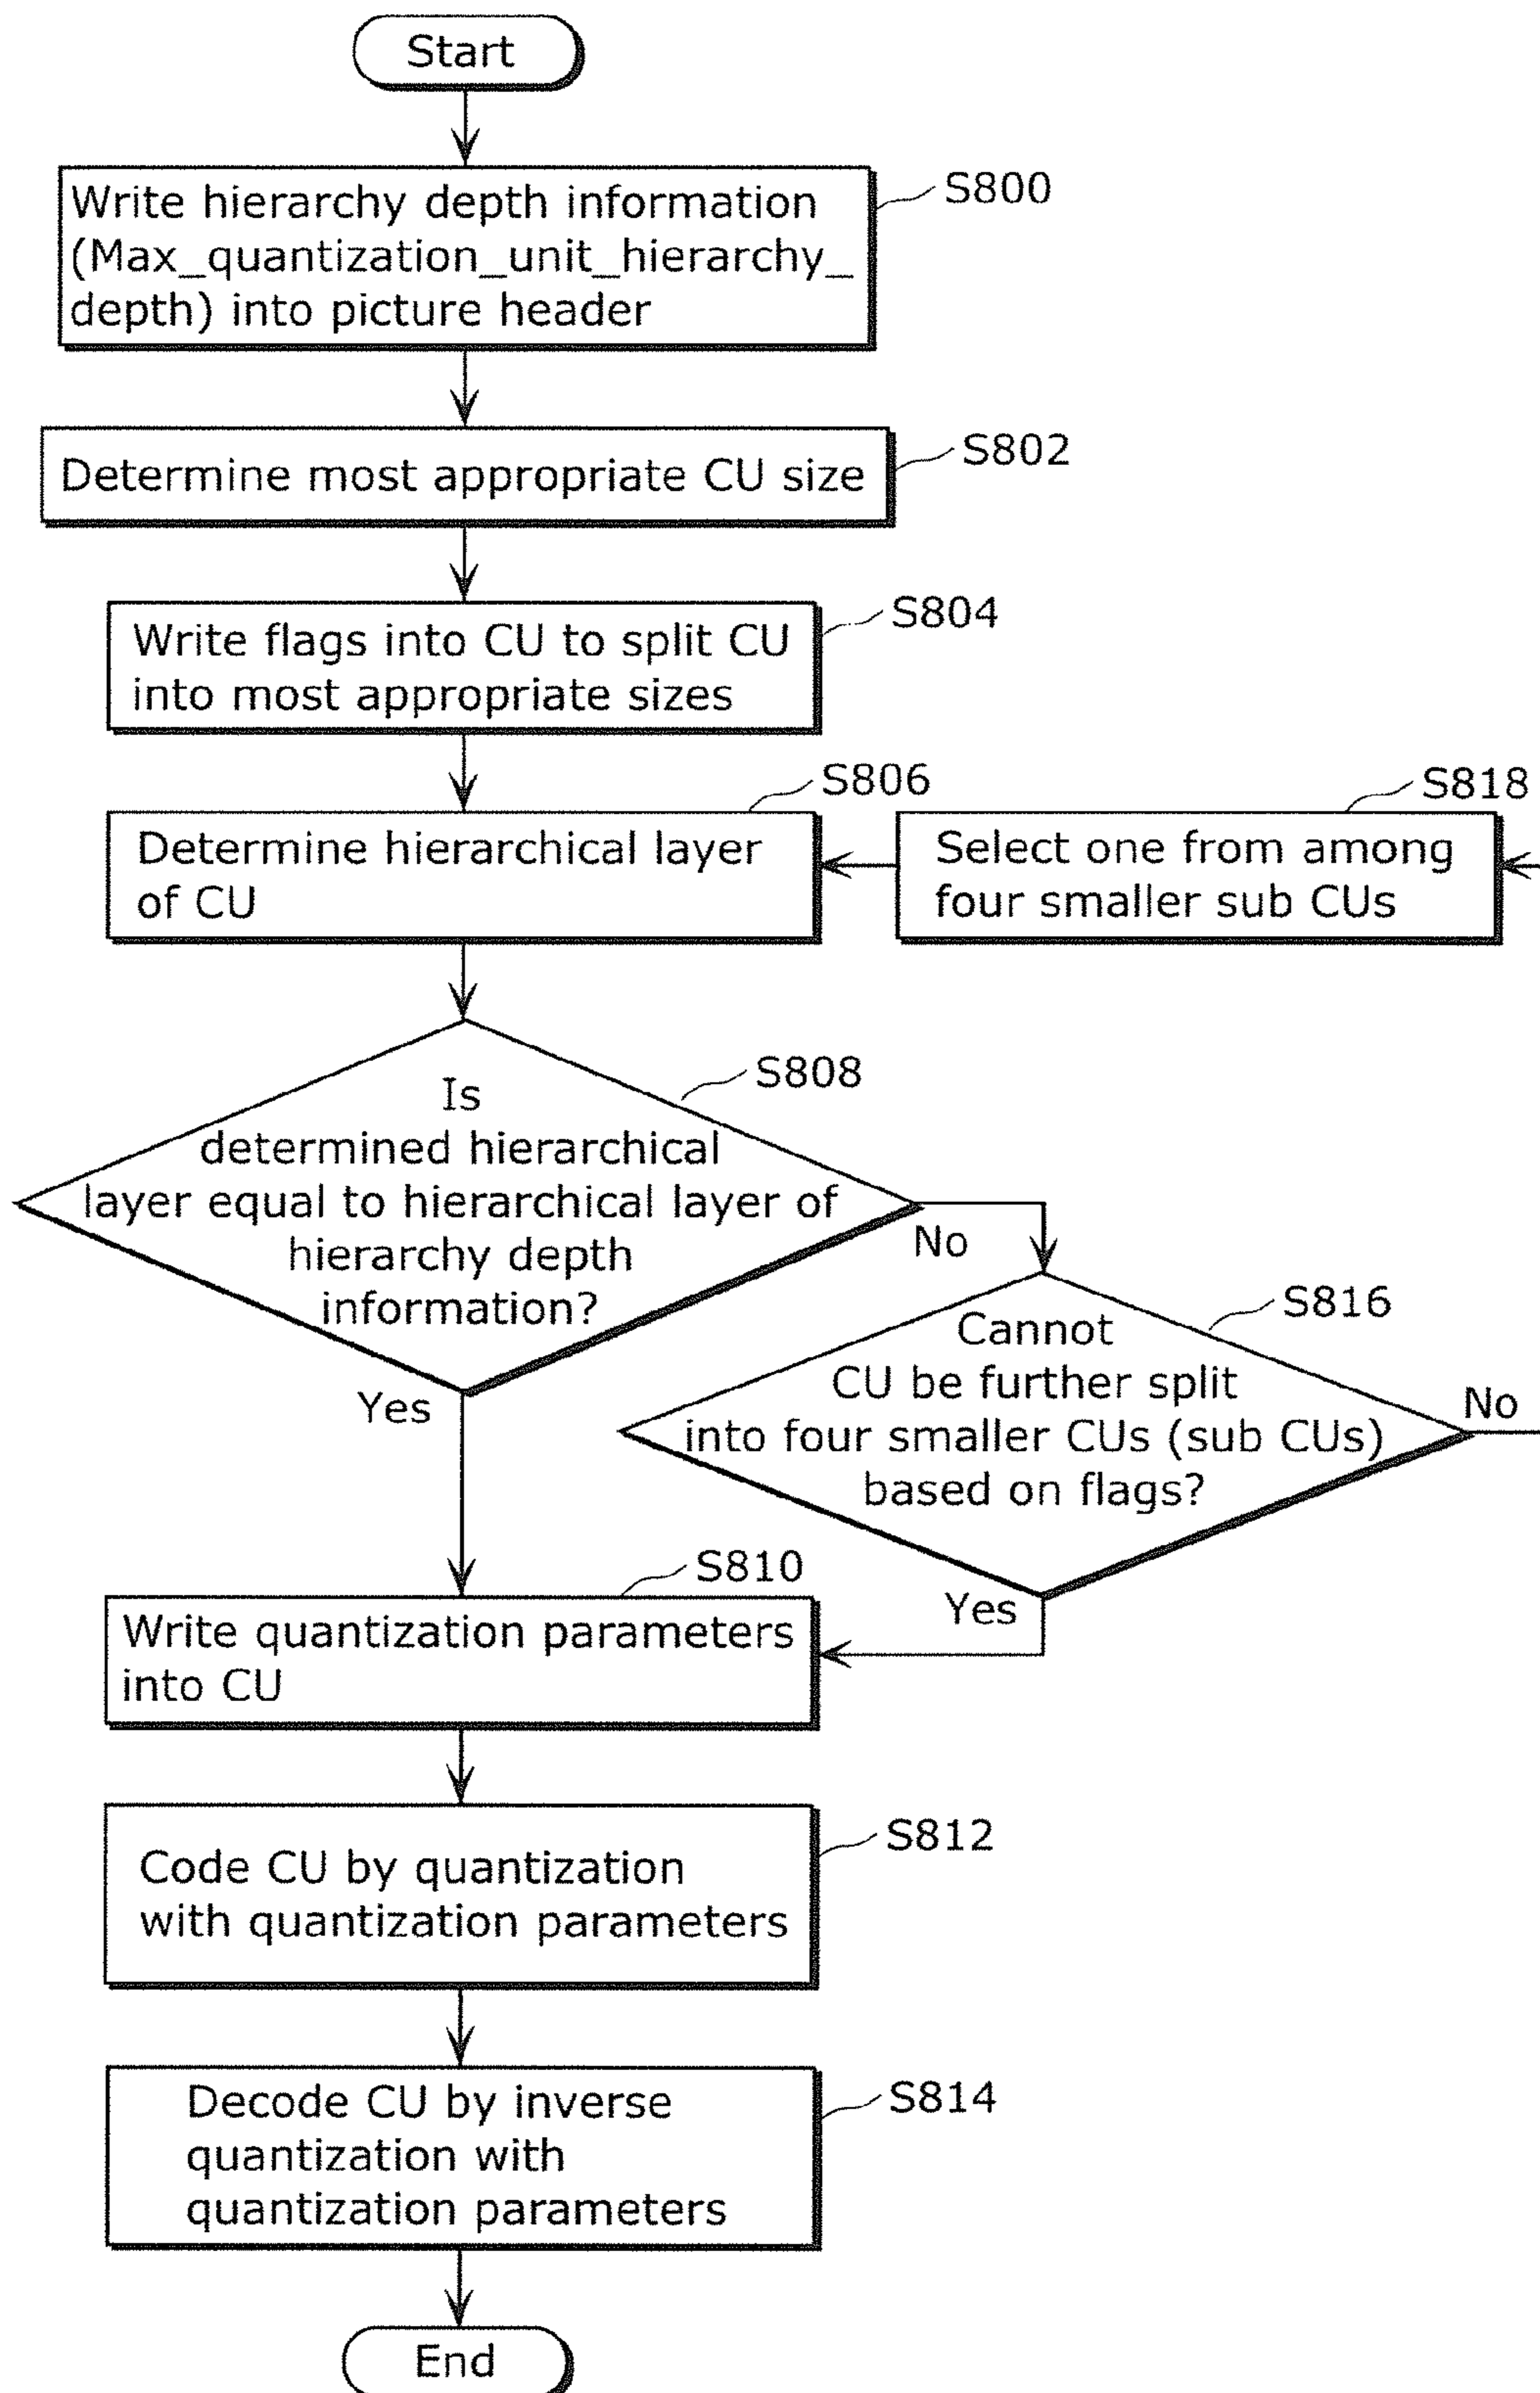 Start
Write hierarchy depth information
(Max_quantization_unit_hierarchy_
depth) into picture header
S800
Determine most appropriate CU size
S802
Write flags into CU to split CU
into most appropriate sizes
S804
Determine hierarchical layer
of CU
S806
Select one from among
four smaller sub CUs
S818
Is
determined hierarchical
layer equal to hierarchical layer of
hierarchy depth
information?
S808
No
Yes
Cannot
CU be further split
into four smaller CUs (sub CUs)
based on flags?
S816
No
Yes
Write quantization parameters
into CU
S810
Code CU by quantization
with quantization parameters
S812
Decode CU by inverse
quantization with
quantization parameters
S814
End